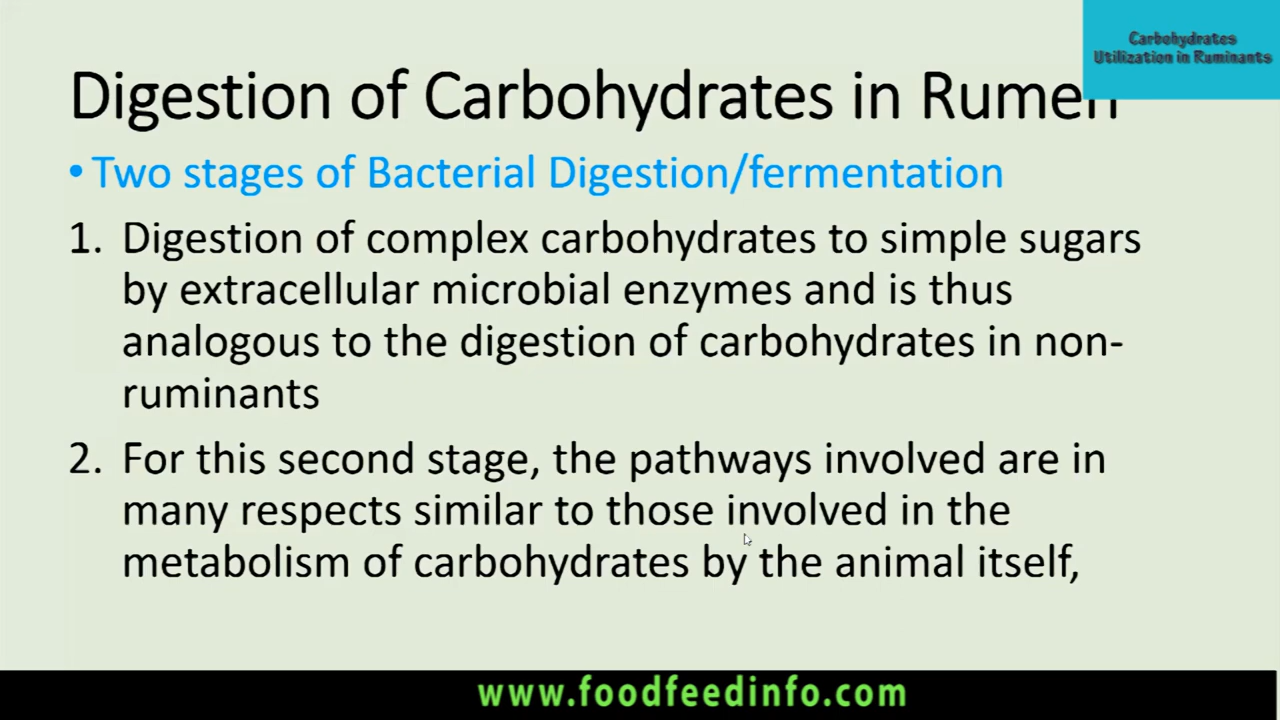 Carbohydrates
Utilization in Ruminants
Digestion of Carbohydrates in Rumen
• Two stages of Bacterial Digestion/fermentation
1. Digestion of complex carbohydrates to simple sugars
by extracellular microbial enzymes and is thus
analogous to the digestion of carbohydrates in non-
ruminants
2. For this second stage, the pathways involved are in
many respects similar to those involved in the
metabolism of carbohydrates by the animal itself,
www.foodfeedinfo.com